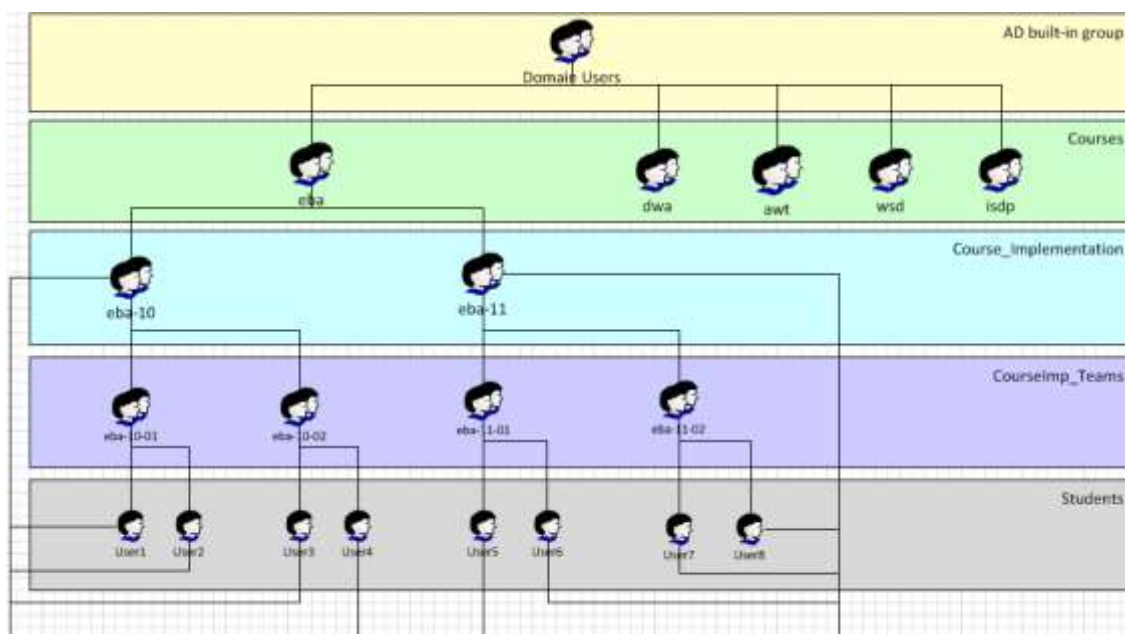 AD built-in group
Domain Users
Courses
eba
dwa
awt
wsd
isdp
Course_Implementation
eba-10
eba-11
CourseImp_Teams
eba-10-01
eba-10-02
eba-11-01
eba-11-02
Students
User1
User2
User3
User4
User5
User6
User7
User8